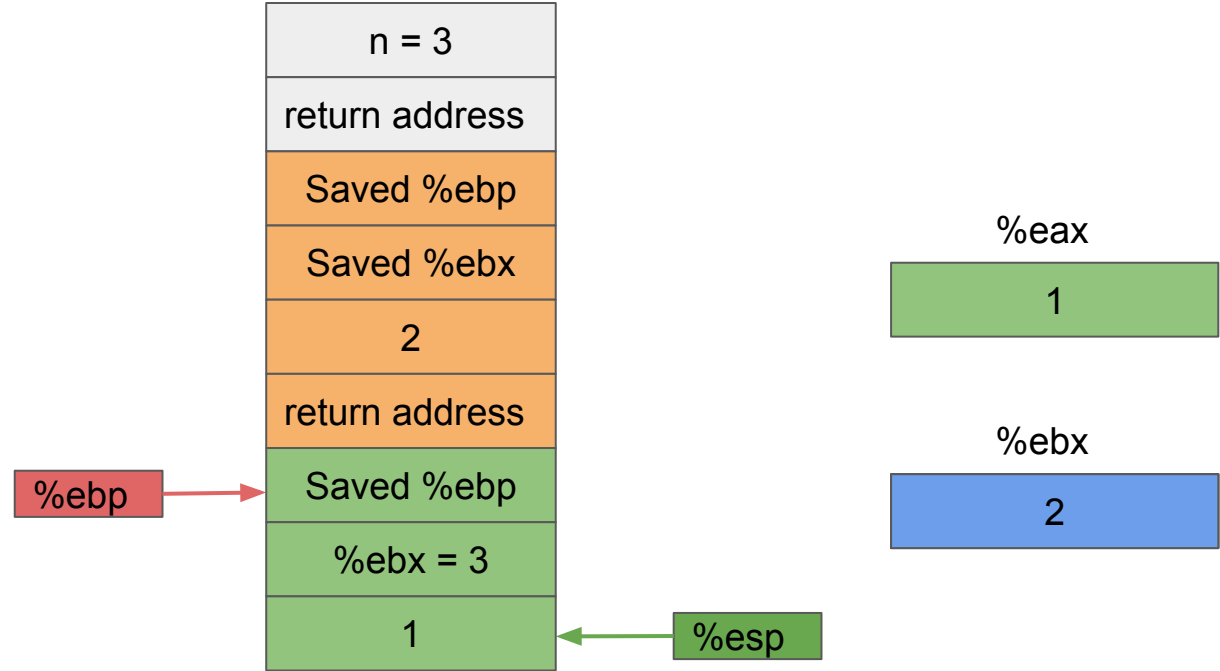 n = 3
return address
Saved %ebp
Saved %ebx
2
return address
%ebp
Saved %ebp
%ebx = 3
1
%esp
%eax
1
%ebx
2